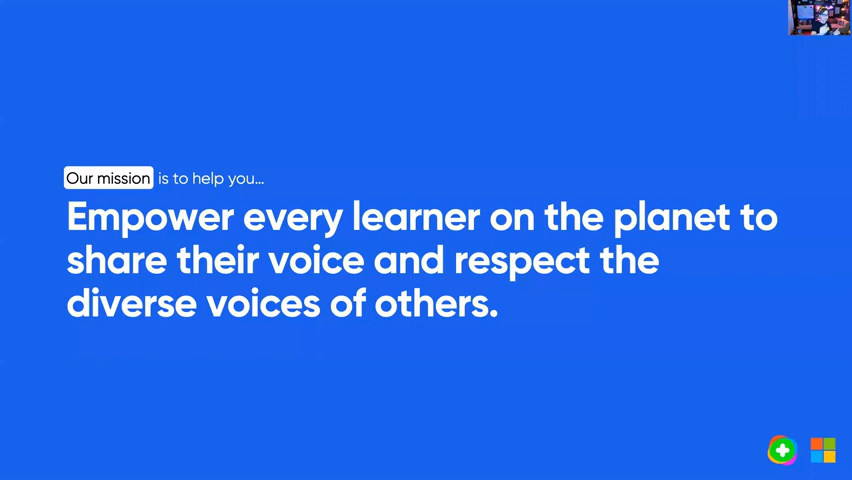 Our mission is to help you...
Empower every learner on the planet to
share their voice and respect the
diverse voices of others.